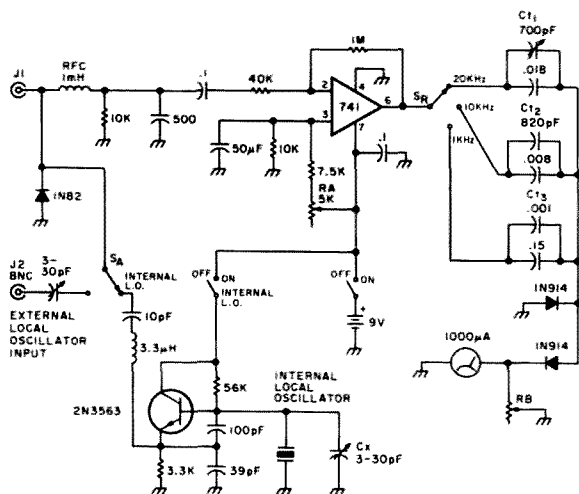 Ct1
700pF
1M
RFC
1mH
J1
.1
40K
2
4
741
6
3
7
SR
20KHz
.018
10KHz
1KHz
Ct2
820pF
.008
10K
500
50µF
10K
.1
7.5K
RA
5K
Ct3
.001
.15
1N82
SA
J2
BNC
3-
30pF
INTERNAL
L.O.
OFF
ON
INTERNAL
L.O.
OFF
ON
1N914
EXTERNAL
LOCAL
OSCILLATOR
INPUT
10pF
+
9V
1000µA
1N914
3.3µH
INTERNAL
LOCAL
OSCILLATOR
56K
RB
2N3563
100pF
Cx
3-30pF
3.3K
39pF